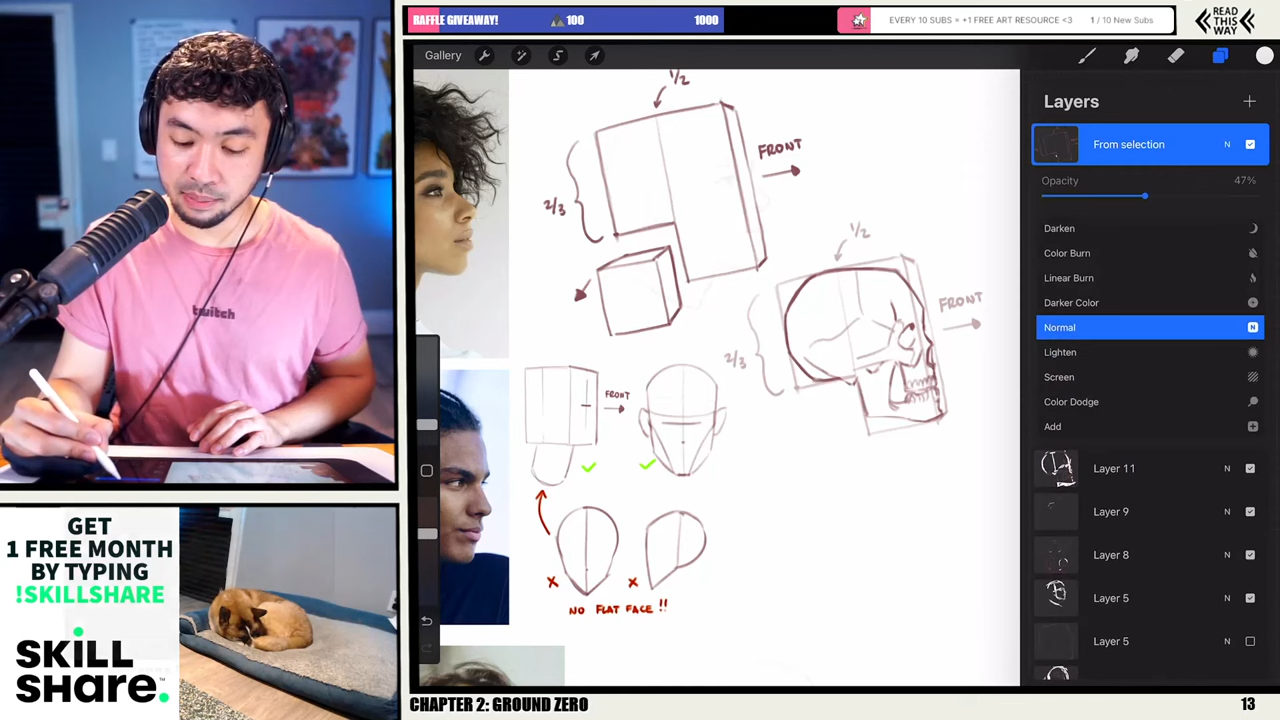 RAFFLE GIVEAWAY!
100
1000
EVERY 10 SUBS = +1 FREE ART RESOURCE <3
1 / 10 New Subs
READ
THIS
WAY
Gallery
1/2
FRONT
2/3
1/2
FRONT
2/3
FRONT
NO FLAT FACE !!
Layers
From selection
N
Opacity
47%
Darken
Color Burn
Linear Burn
Darker Color
Normal
N
Lighten
Screen
Color Dodge
Add
Layer 11
N
Layer 9
N
Layer 8
N
Layer 5
N
Layer 5
N
twitch
GET
1 FREE MONTH
BY TYPING
!SKILLSHARE
SKILL
SHARE.
CHAPTER 2: GROUND ZERO
13